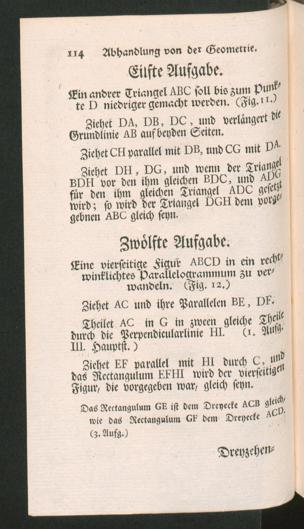 114 Abhandlung von der Geometrie.
Eilfte Aufgabe.
Ein andrer Triangel ABC soll bis zum Punk-
te D niedriger gemacht werden. (Fig. 11.)
Ziehet DA, DB, DC, und verlängert die
Grundlinie AB auf beyden Seiten.
Ziehet CH parallel mit DB, und CG mit DA.
Ziehet DH, DG, und wenn der Triangel
BDH vor den ihm gleichen BDC, und ADG
für den ihm gleichen Triangel ADC gesetzt
wird; so wird der Triangel DGH dem vorge-
gebnen ABC gleich seyn.
Zwölfte Aufgabe.
Eine vierseitige Figur ABCD in ein recht-
winklichtes Parallelogrammum zu ver-
wandeln. (Fig. 12.)
Ziehet AC und ihre Parallelen BE, DF.
Theilet AC in G in zween gleiche Theile
durch die Perpendicularlinie HI. (1. Aufg.
III. Hauptst.)
Ziehet EF parallel mit HI durch C, und
das Rectangulum EFHI wird der vierseitigen
Figur, die vorgegeben war, gleich seyn.
Das Rectangulum GE ist dem Dreyecke ACB gleich,
wie das Rectangulum GF dem Dreyecke ACD.
(3. Aufg.)
Dreyzehen-